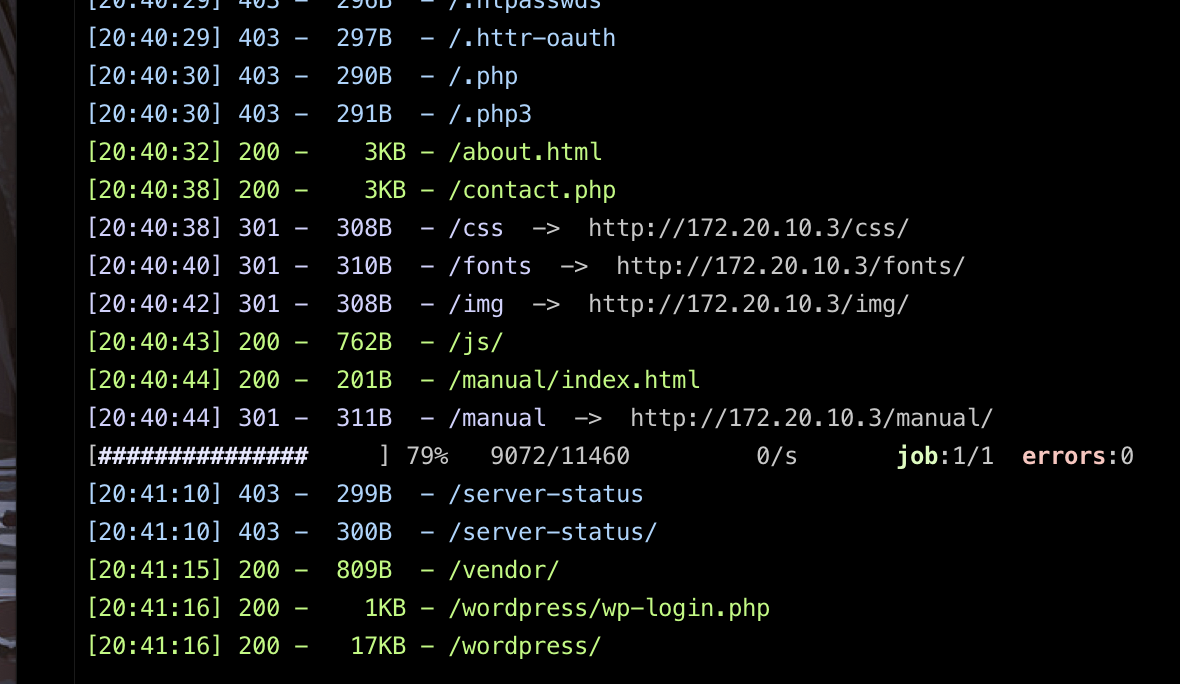 [20:40:29] 403 -  296B  - /.htpasswds
[20:40:29] 403 -  297B  - /.httr-oauth
[20:40:30] 403 -  290B  - /.php
[20:40:30] 403 -  291B  - /.php3
[20:40:32] 200 -    3KB - /about.html
[20:40:38] 200 -    3KB - /contact.php
[20:40:38] 301 -  308B  - /css  ->  http://172.20.10.3/css/
[20:40:40] 301 -  310B  - /fonts  ->  http://172.20.10.3/fonts/
[20:40:42] 301 -  308B  - /img  ->  http://172.20.10.3/img/
[20:40:43] 200 -  762B  - /js/
[20:40:44] 200 -  201B  - /manual/index.html
[20:40:44] 301 -  311B  - /manual  ->  http://172.20.10.3/manual/
[###############     ] 79%   9072/11460         0/s       job:1/1  errors:0
[20:41:10] 403 -  299B  - /server-status
[20:41:10] 403 -  300B  - /server-status/
[20:41:15] 200 -  809B  - /vendor/
[20:41:16] 200 -    1KB - /wordpress/wp-login.php
[20:41:16] 200 -   17KB - /wordpress/